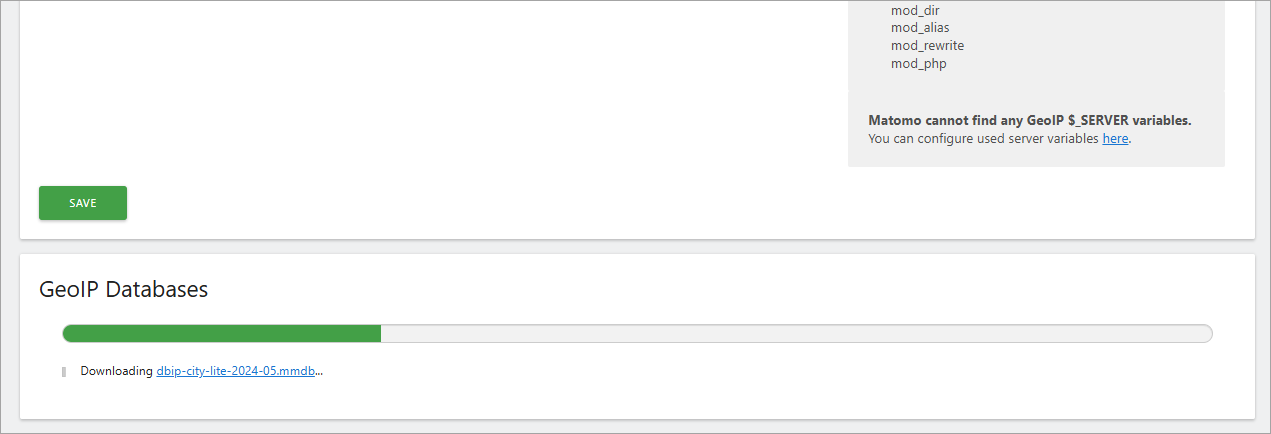 mod_dir
mod_alias
mod_rewrite
mod_php
Matomo cannot find any GeoIP $_SERVER variables.
You can configure used server variables here.
SAVE
GeoIP Databases
Downloading dbip-city-lite-2024-05.mmdb...